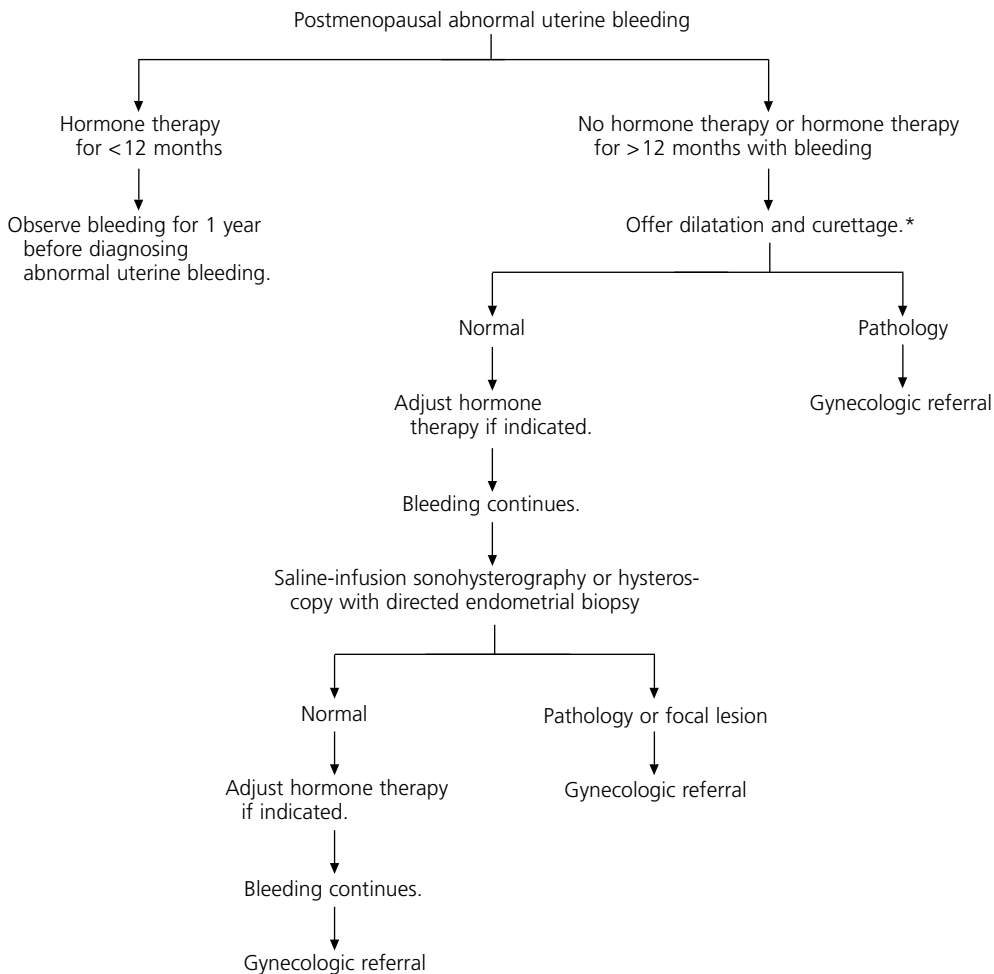 Postmenopausal abnormal uterine bleeding
Hormone therapy
for <12 months
No hormone therapy or hormone therapy
for >12 months with bleeding
Observe bleeding for 1 year
before diagnosing
abnormal uterine bleeding.
Offer dilatation and curettage.*
Normal
Pathology
Adjust hormone
therapy if indicated.
Gynecologic referral
Bleeding continues.
Saline-infusion sonohysterography or hysteros-
copy with directed endometrial biopsy
Normal
Pathology or focal lesion
Adjust hormone therapy
if indicated.
Gynecologic referral
Bleeding continues.
Gynecologic referral